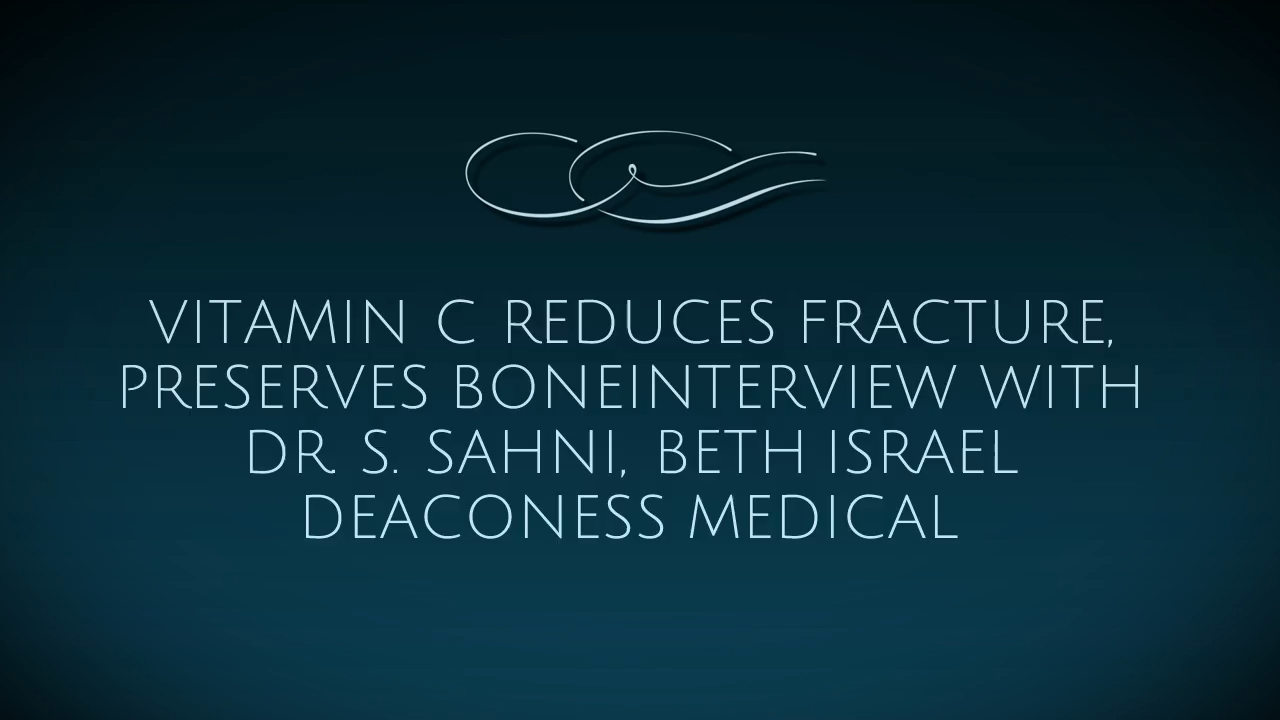 VITAMIN C REDUCES FRACTURE,
PRESERVES BONEINTERVIEW WITH
DR. S. SAHNI, BETH ISRAEL
DEACONESS MEDICAL